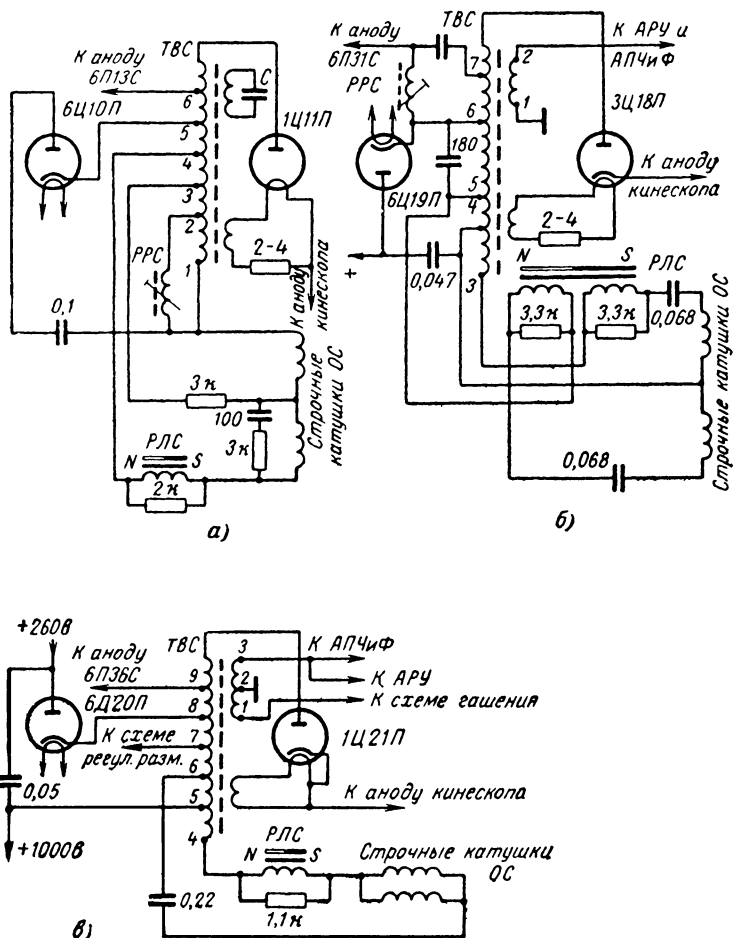 ТВС
К аноду
6П13С
6
5
4
3
2
1
С
6Ц10П
1Ц11П
РРС
2-4
К аноду
кинескопа
0,1
3к
100
3к
РЛС
N
S
2к
Строчные
катушки ОС
а)
К аноду
6П31С
ТВС
К АРУ и
АПЧиФ
РРС
7
2
1
3Ц18П
6
180
К аноду
кинескопа
6Ц19П
5
4
2-4
+
0,047
3
N
S
РЛС
3,3к
3,3к
0,068
0,068
Строчные катушки ОС
б)
+260в
К аноду
6П36С
6Д20П
К схеме
регул. разм.
ТВС
9
8
7
6
5
4
3
2
1
К АПЧиФ
К АРУ
К схеме гашения
1Ц21П
К аноду кинескопа
0,05
+1000в
0,22
РЛС
N
S
1,1к
Строчные катушки
ОС
в)